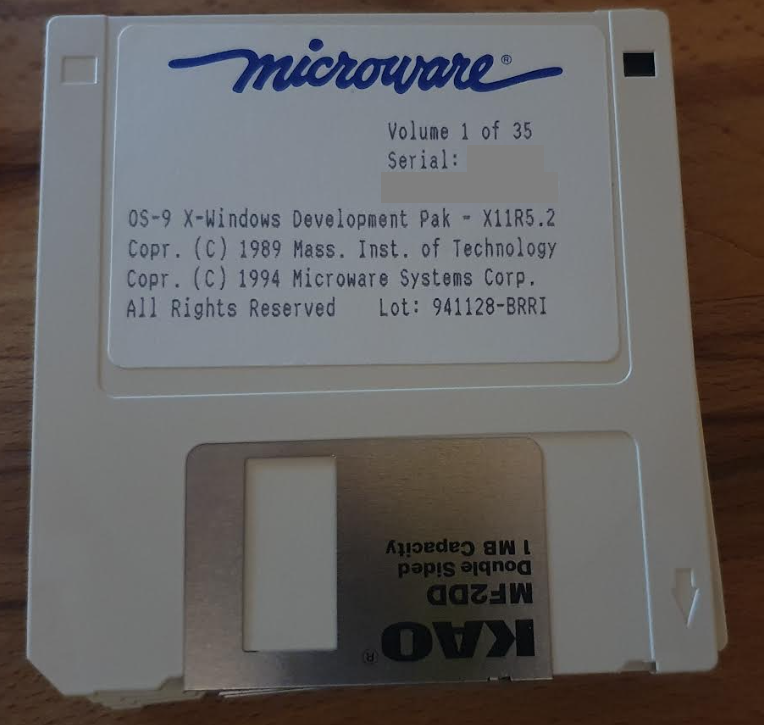 microware®
Volume 1 of 35
Serial:
OS-9 X-Windows Development Pak - X11R5.2
Copr. (C) 1989 Mass. Inst. of Technology
Copr. (C) 1994 Microware Systems Corp.
All Rights Reserved Lot: 941128-BRRI
KAO®
MF2DD
Double Sided
1 MB Capacity